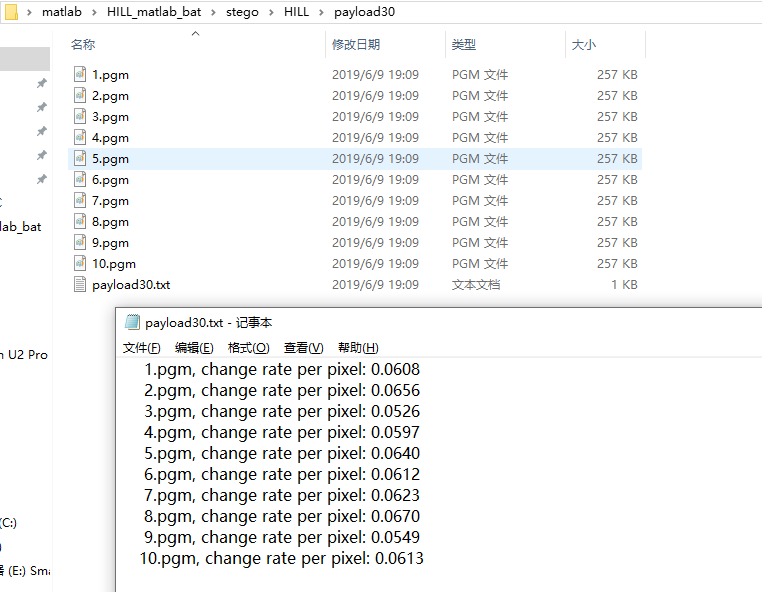 matlab > HILL_matlab_bat > stego > HILL > payload30
名称 修改日期 类型 大小
1.pgm 2019/6/9 19:09 PGM 文件 257 KB
2.pgm 2019/6/9 19:09 PGM 文件 257 KB
3.pgm 2019/6/9 19:09 PGM 文件 257 KB
4.pgm 2019/6/9 19:09 PGM 文件 257 KB
5.pgm 2019/6/9 19:09 PGM 文件 257 KB
6.pgm 2019/6/9 19:09 PGM 文件 257 KB
7.pgm 2019/6/9 19:09 PGM 文件 257 KB
lab_bat
8.pgm 2019/6/9 19:09 PGM 文件 257 KB
9.pgm 2019/6/9 19:09 PGM 文件 257 KB
10.pgm 2019/6/9 19:09 PGM 文件 257 KB
payload30.txt 2019/6/9 19:09 文本文档 1 KB
payload30.txt - 记事本
文件(F) 编辑(E) 格式(O) 查看(V) 帮助(H)
n U2 Pro
1.pgm, change rate per pixel: 0.0608
2.pgm, change rate per pixel: 0.0656
3.pgm, change rate per pixel: 0.0526
4.pgm, change rate per pixel: 0.0597
5.pgm, change rate per pixel: 0.0640
6.pgm, change rate per pixel: 0.0612
7.pgm, change rate per pixel: 0.0623
8.pgm, change rate per pixel: 0.0670
(C:)
9.pgm, change rate per pixel: 0.0549
10.pgm, change rate per pixel: 0.0613
(E:) Sma